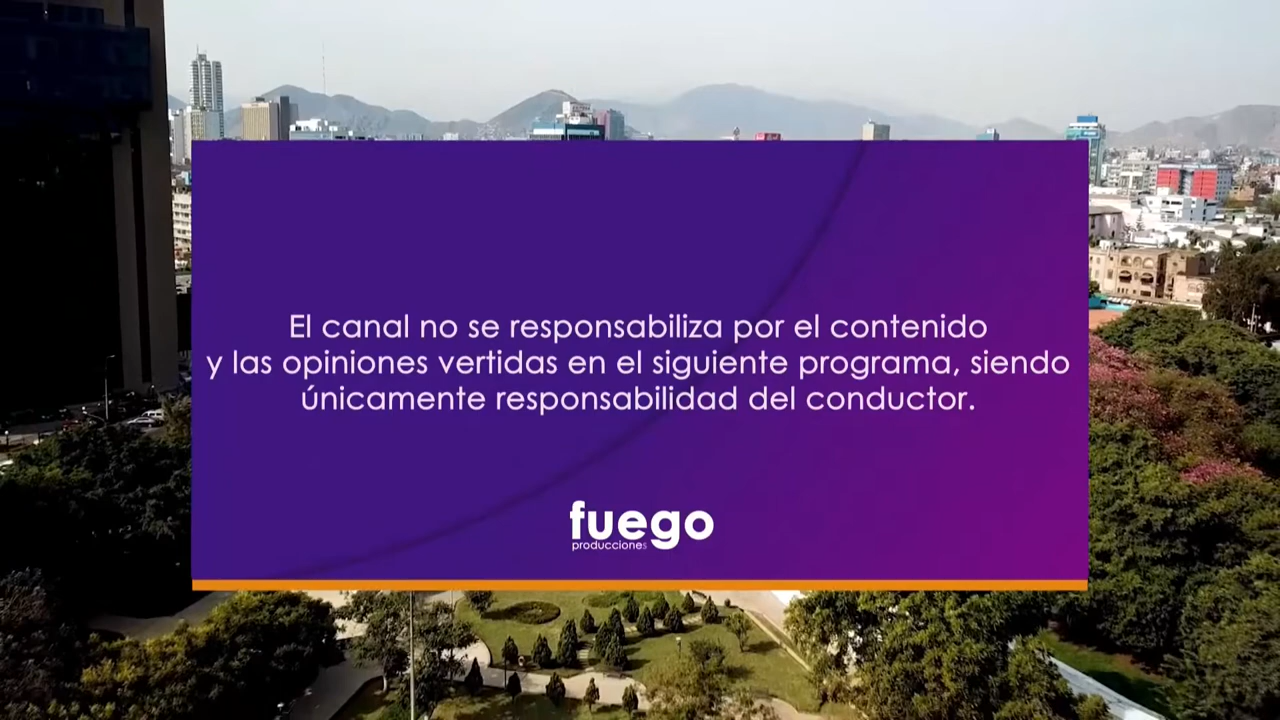 El canal no se responsabiliza por el contenido
y las opiniones vertidas en el siguiente programa, siendo
únicamente responsabilidad del conductor.
fuego
producciones